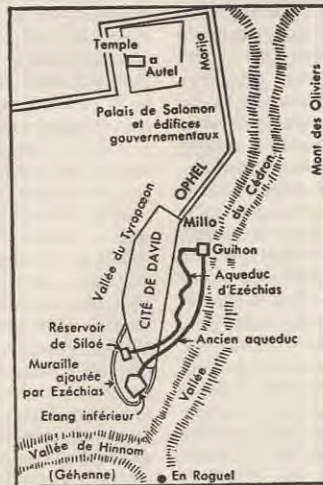 Temple
Autel
Morija
Palais de Salomon
et édifices
gouvernementaux
Mont des Oliviers
OPHEL
Millo
Vallée du Tyropœon
CITÉ DE DAVID
du Cédron
Guihon
Aqueduc
d'Ezéchias
Réservoir
de Siloé
Ancien aqueduc
Muraille
ajoutée
par Ezéchias
Vallée
Etang inférieur
Vallée de Hinnom
(Géhenne)
En Roguel